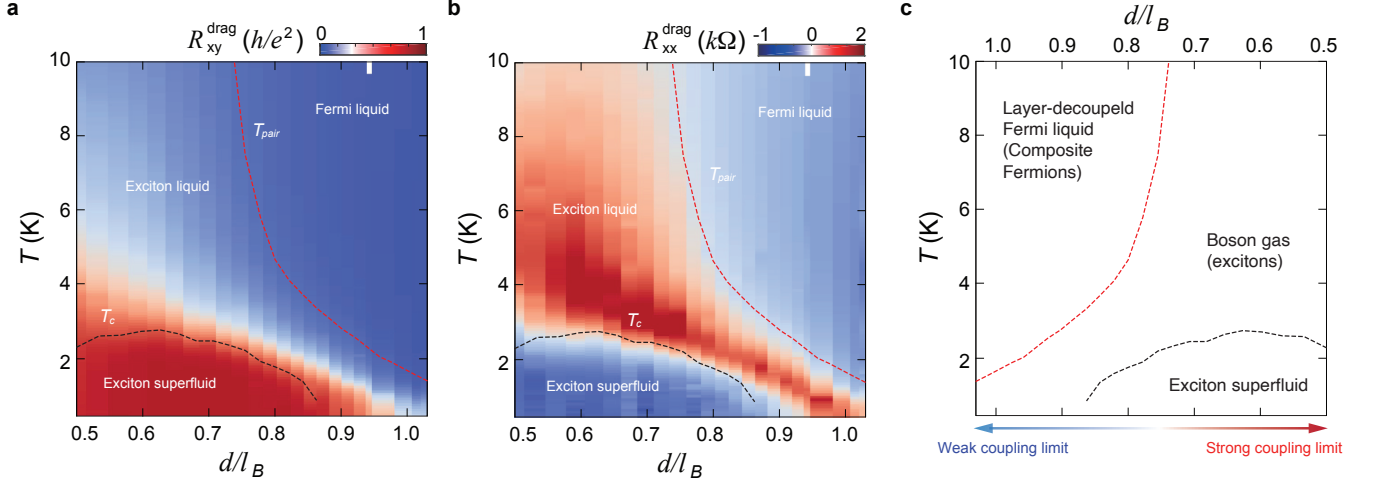 a
R_xy^drag (h/e²)
0
1
10
8
6
4
2
T (K)
Fermi liquid
T_pair
Exciton liquid
T_c
Exciton superfluid
0.5
0.6
0.7
0.8
0.9
1.0
d/l_B
b
R_xx^drag (kΩ)
-1
0
2
10
8
6
4
2
T (K)
Fermi liquid
T_pair
Exciton liquid
T_c
Exciton superfluid
0.5
0.6
0.7
0.8
0.9
1.0
d/l_B
c
d/l_B
1.0
0.9
0.8
0.7
0.6
0.5
10
8
6
4
2
T (K)
Layer-decoupeld
Fermi liquid
(Composite
Fermions)
Boson gas
(excitons)
Exciton superfluid
Weak coupling limit
Strong coupling limit